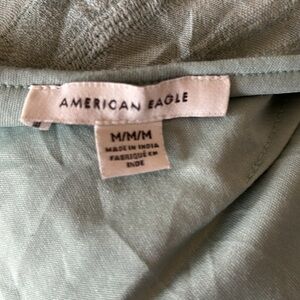 AMERICAN EAGLE
M/M/M
MADE IN INDIA
FABRIQUÉ EN
INDE